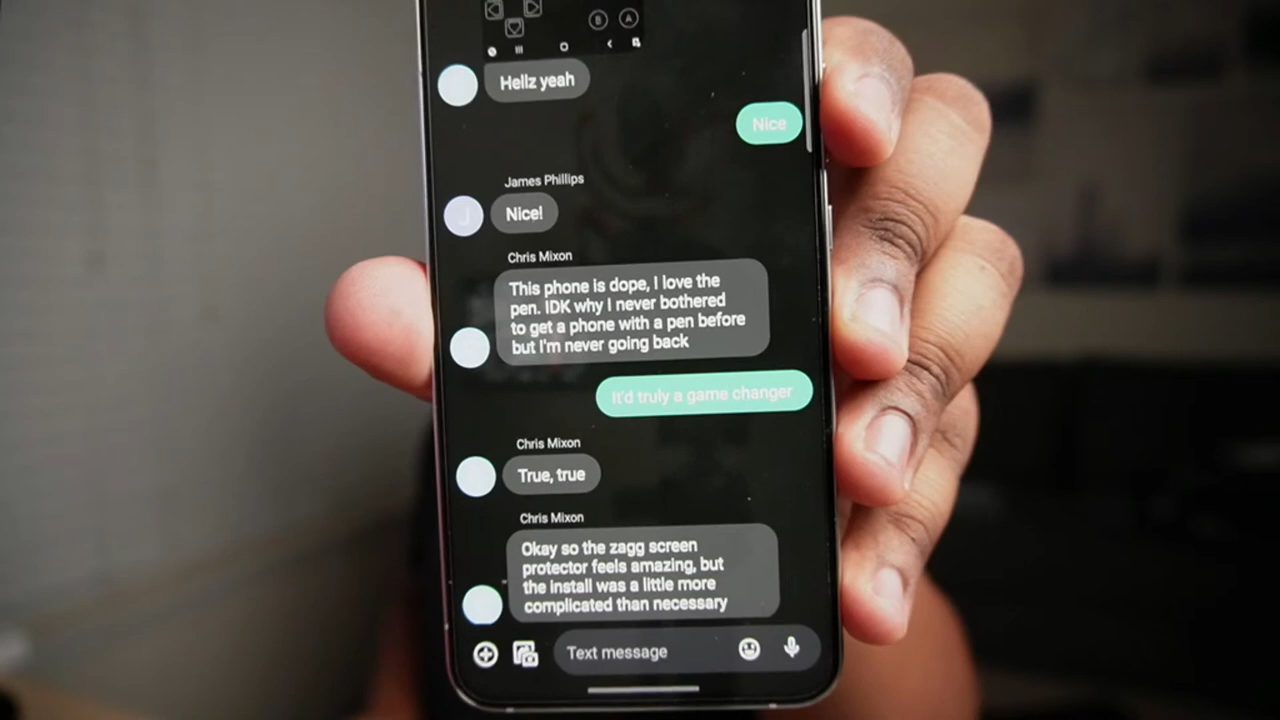 B A
Hellz yeah
Nice
James Phillips
J
Nice!
Chris Mixon
This phone is dope, I love the
pen. IDK why I never bothered
to get a phone with a pen before
but I'm never going back
It'd truly a game changer
Chris Mixon
True, true
Chris Mixon
Okay so the zagg screen
protector feels amazing, but
the install was a little more
complicated than necessary
Text message